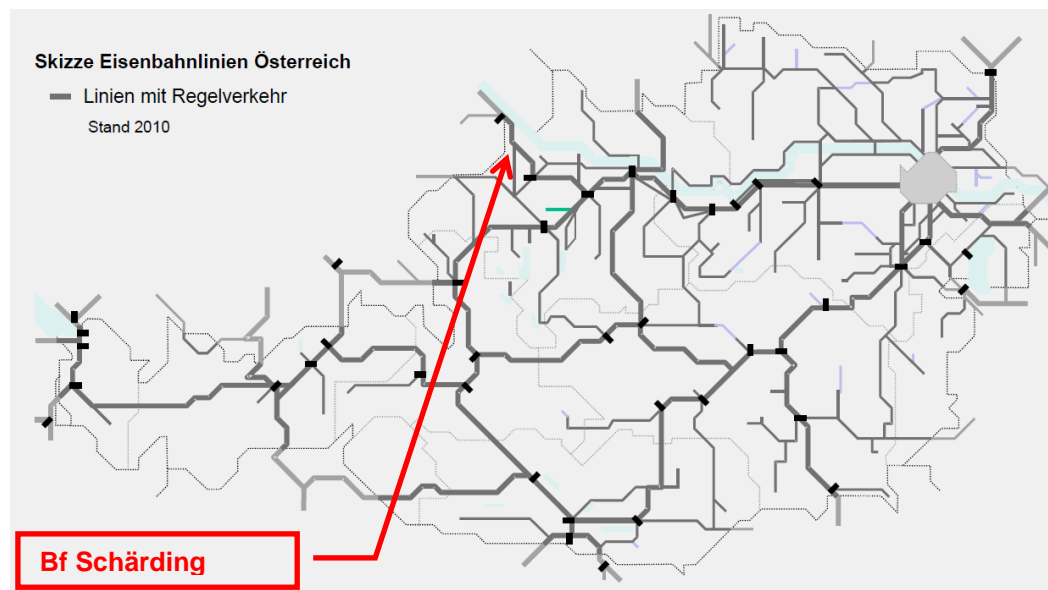 Skizze Eisenbahnlinien Österreich
Linien mit Regelverkehr
Stand 2010
Bf Schärding